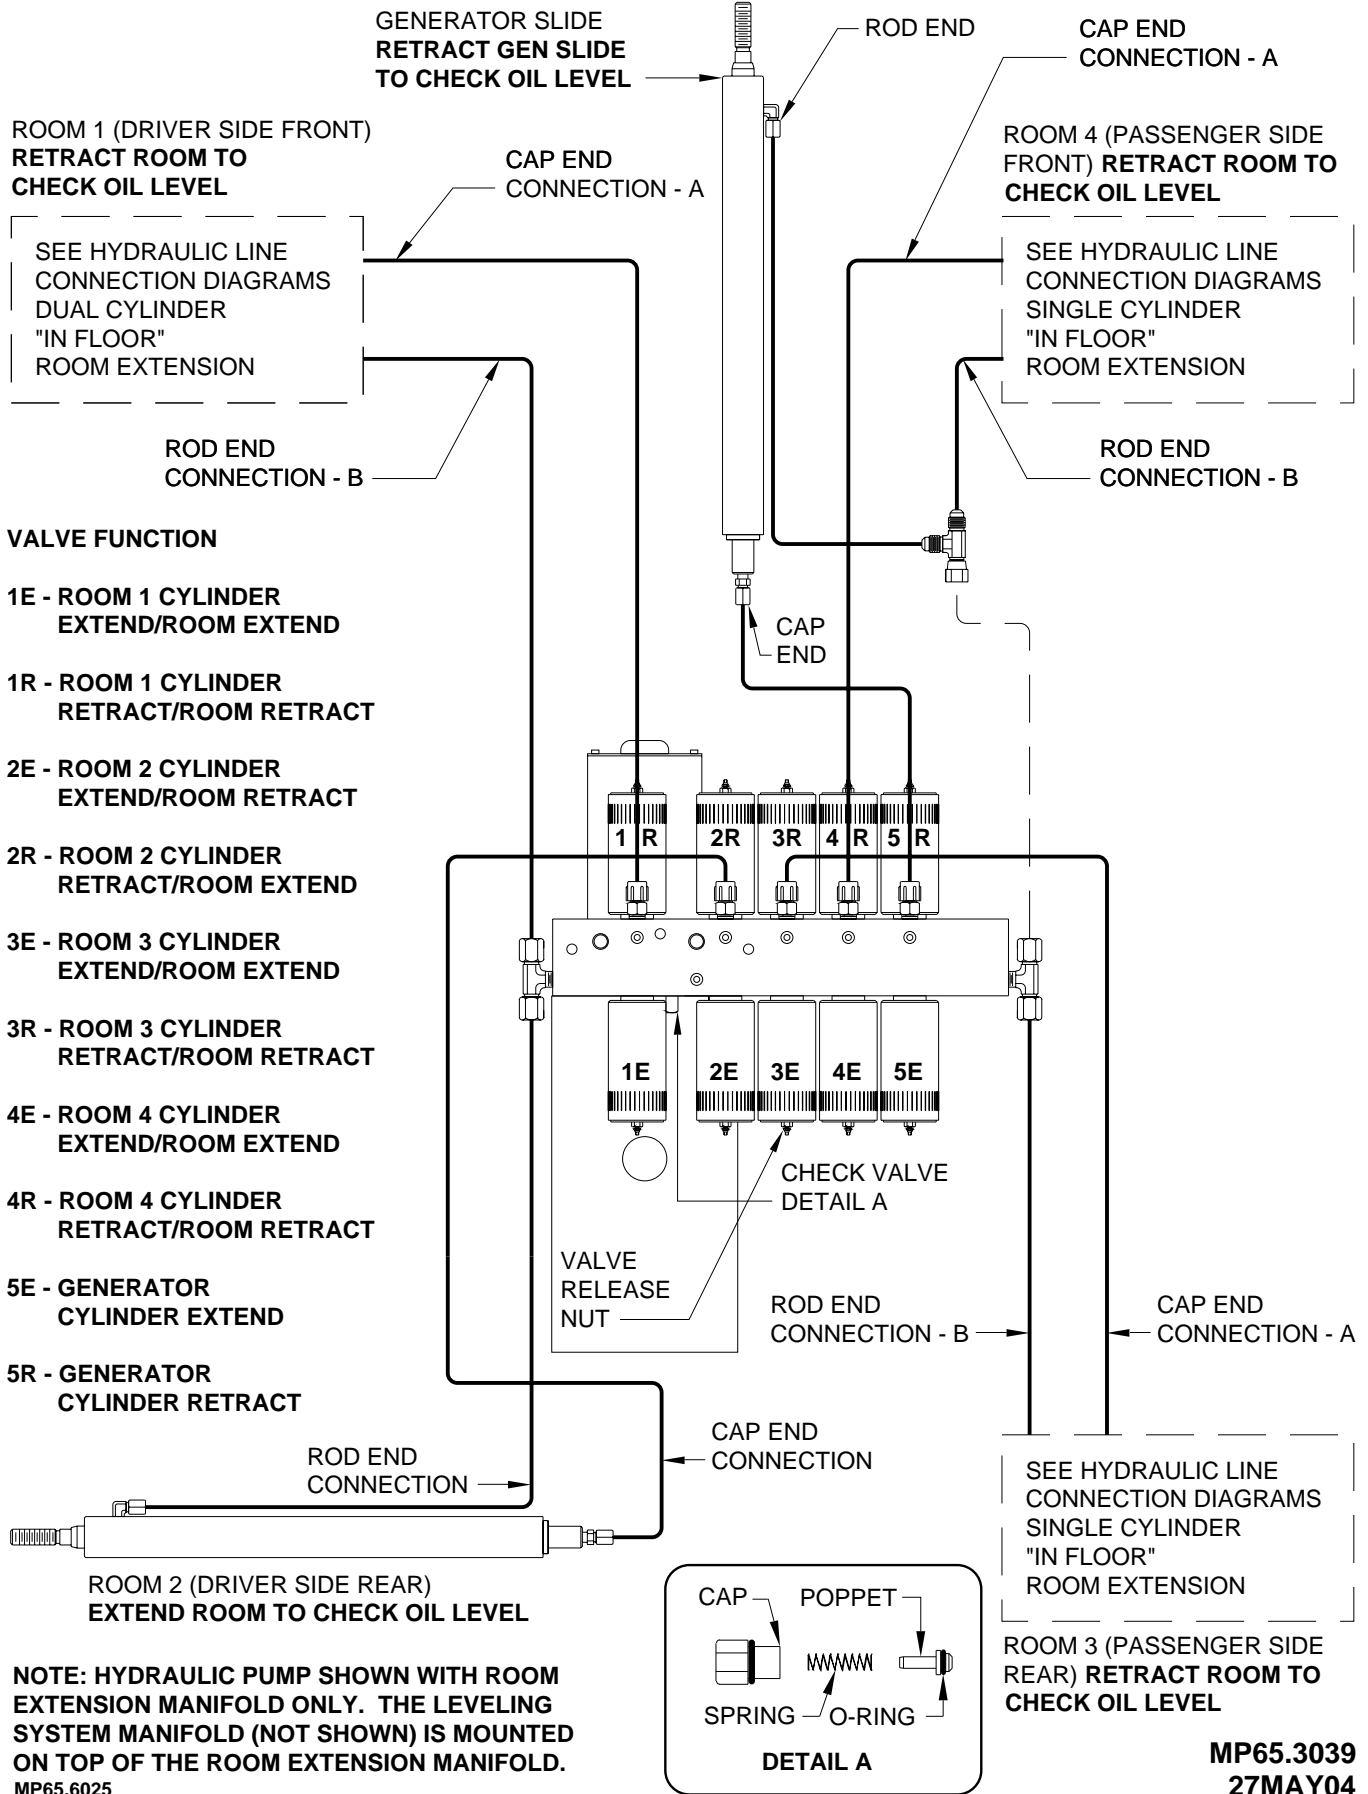 GENERATOR SLIDE
RETRACT GEN SLIDE
TO CHECK OIL LEVEL
ROD END
CAP END
CONNECTION - A
ROOM 1 (DRIVER SIDE FRONT)
RETRACT ROOM TO
CHECK OIL LEVEL
CAP END
CONNECTION - A
ROOM 4 (PASSENGER SIDE
FRONT) RETRACT ROOM TO
CHECK OIL LEVEL
SEE HYDRAULIC LINE
CONNECTION DIAGRAMS
DUAL CYLINDER
"IN FLOOR"
ROOM EXTENSION
SEE HYDRAULIC LINE
CONNECTION DIAGRAMS
SINGLE CYLINDER
"IN FLOOR"
ROOM EXTENSION
ROD END
CONNECTION - B
ROD END
CONNECTION - B
VALVE FUNCTION
1E - ROOM 1 CYLINDER
EXTEND/ROOM EXTEND
1R - ROOM 1 CYLINDER
RETRACT/ROOM RETRACT
2E - ROOM 2 CYLINDER
EXTEND/ROOM RETRACT
2R - ROOM 2 CYLINDER
RETRACT/ROOM EXTEND
3E - ROOM 3 CYLINDER
EXTEND/ROOM EXTEND
3R - ROOM 3 CYLINDER
RETRACT/ROOM RETRACT
4E - ROOM 4 CYLINDER
EXTEND/ROOM EXTEND
4R - ROOM 4 CYLINDER
RETRACT/ROOM RETRACT
5E - GENERATOR
CYLINDER EXTEND
5R - GENERATOR
CYLINDER RETRACT
CAP
END
1 R 2R 3R 4 R 5 R
1E 2E 3E 4E 5E
CHECK VALVE
DETAIL A
VALVE
RELEASE
NUT
ROD END
CONNECTION - B
CAP END
CONNECTION - A
ROD END
CONNECTION
CAP END
CONNECTION
SEE HYDRAULIC LINE
CONNECTION DIAGRAMS
SINGLE CYLINDER
"IN FLOOR"
ROOM EXTENSION
ROOM 2 (DRIVER SIDE REAR)
EXTEND ROOM TO CHECK OIL LEVEL
CAP POPPET
SPRING O-RING
DETAIL A
ROOM 3 (PASSENGER SIDE
REAR) RETRACT ROOM TO
CHECK OIL LEVEL
NOTE: HYDRAULIC PUMP SHOWN WITH ROOM
EXTENSION MANIFOLD ONLY. THE LEVELING
SYSTEM MANIFOLD (NOT SHOWN) IS MOUNTED
ON TOP OF THE ROOM EXTENSION MANIFOLD.
MP65.6025
MP65.3039
27MAY04